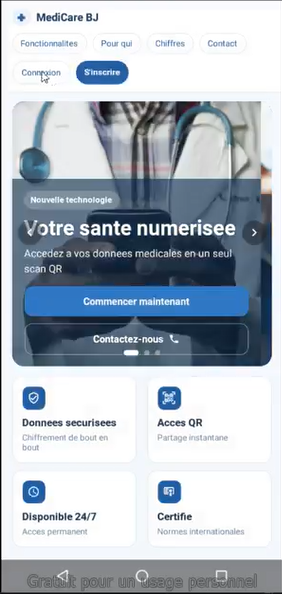 MediCare BJ
Fonctionnalites
Pour qui
Chiffres
Contact
Connexion
S'inscrire
Nouvelle technologie
Votre sante numerisee
Accedez a vos donnees medicales en un seul
scan QR
Commencer maintenant
Contactez-nous
Donnees securisees
Chiffrement de bout en
bout
Acces QR
Partage instantane
Disponible 24/7
Acces permanent
Certifie
Normes internationales
Gratuit pour un usage personnel